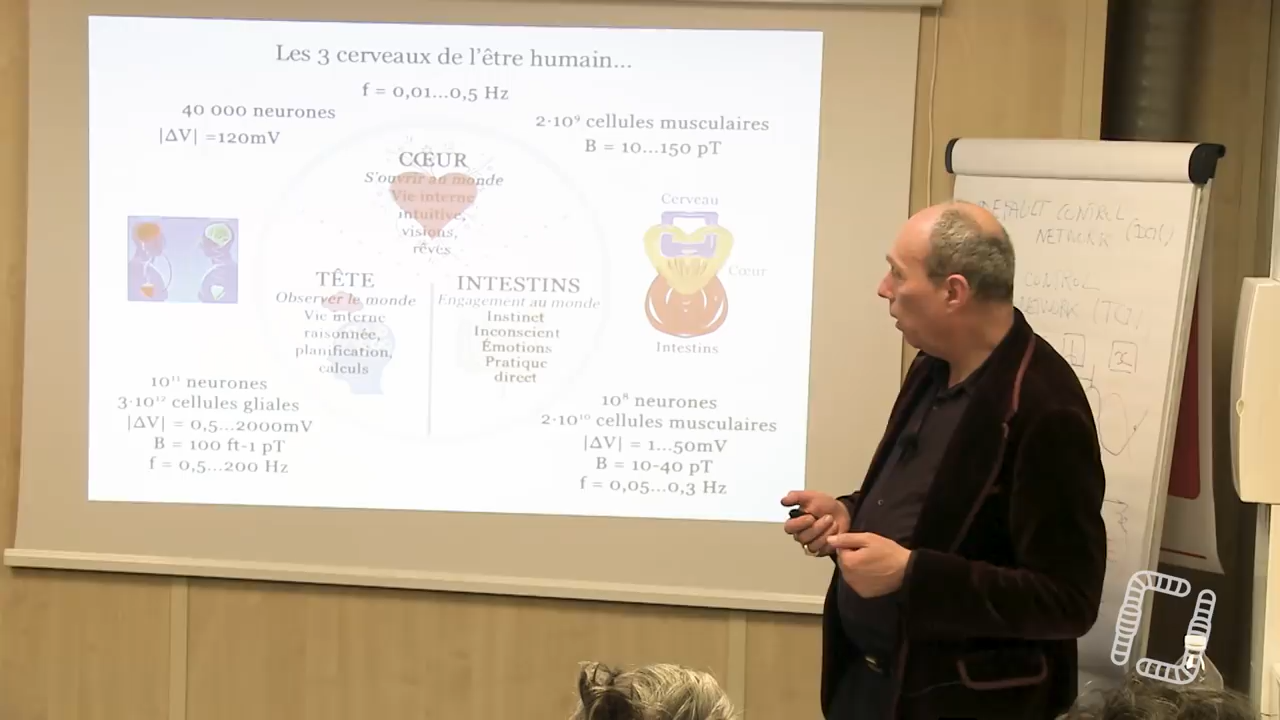 Les 3 cerveaux de l'être humain...
f = 0,01...0,5 Hz
40 000 neurones
|ΔV| =120mV
2·10⁹ cellules musculaires
B = 10...150 pT
CŒUR
S'ouvrir au monde
Vie interne
intuitive,
visions,
rêves
Cerveau
Cœur
Intestins
TÊTE
Observer le monde
Vie interne
raisonnée,
planification,
calculs
INTESTINS
Engagement au monde
Instinct
Inconscient
Émotions
Pratique
direct
10¹¹ neurones
3·10¹² cellules gliales
|ΔV| = 0,5...2000mV
B = 100 ft-1 pT
f = 0,5...200 Hz
10⁸ neurones
2·10¹⁰ cellules musculaires
|ΔV| = 1...50mV
B = 10-40 pT
f = 0,05...0,3 Hz
DEFAULT CONTROL
NETWORK
CONTROL
NETWORK (TCN